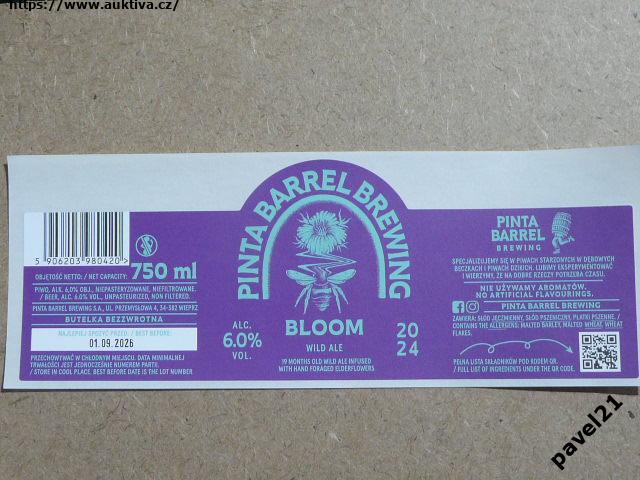 https://www.auktiva.cz/
5 906203 980420 >
OBJĘTOŚĆ NETTO: / NET CAPACITY: 750 ml
PIWO, ALK. 6,0% OBJ., NIEPASTERYZOWANE, NIEFILTROWANE.
/ BEER, ALC. 6.0% VOL., UNPASTEURIZED, NON FILTERED.
PINTA BARREL BREWING S.A., UL. PRZEMYSŁOWA 4, 34-382 WIEPRZ
BUTELKA BEZZWROTNA
NAJLEPIEJ SPOŻYĆ PRZED: / BEST BEFORE:
01.09.2026
PRZECHOWYWAĆ W CHŁODNYM MIEJSCU. DATA MINIMALNEJ
TRWAŁOŚCI JEST JEDNOCZEŚNIE NUMEREM PARTII.
/ STORE IN COOL PLACE. BEST BEFORE DATE IS THE LOT NUMBER
PINTA BARREL BREWING
ALC.
6.0%
VOL.
BLOOM
WILD ALE
20
24
19 MONTHS OLD WILD ALE INFUSED
WITH HAND FORAGED ELDERFLOWERS
PINTA
BARREL
BREWING
SPECJALIZUJEMY SIĘ W PIWACH STARZONYCH W DĘBOWYCH
BECZKACH I PIWACH DZIKICH. LUBIMY EKSPERYMENTOWAĆ
I WIERZYMY, ŻE NA DOBRE RZECZY POTRZEBA CZASU.
NIE UŻYWAMY AROMATÓW.
NO ARTIFICIAL FLAVOURINGS.
PINTA BARREL BREWING
ZAWIERA: SŁÓD JĘCZMIENNY, SŁÓD PSZENICZNY, PŁATKI PSZENNE. /
CONTAINS THE ALLERGENS: MALTED BARLEY, MALTED WHEAT, WHEAT
FLAKES.
PEŁNA LISTA SKŁADNIKÓW POD KODEM QR.
/ FULL LIST OF INGREDIENTS UNDER THE QR CODE.
pavel21